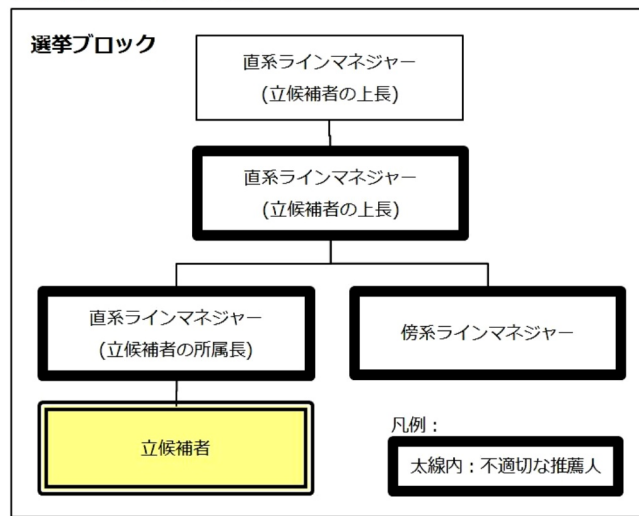 選挙ブロック
直系ラインマネジャー
(立候補者の上長)
直系ラインマネジャー
(立候補者の上長)
直系ラインマネジャー
(立候補者の所属長)
傍系ラインマネジャー
立候補者
凡例：
太線内：不適切な推薦人